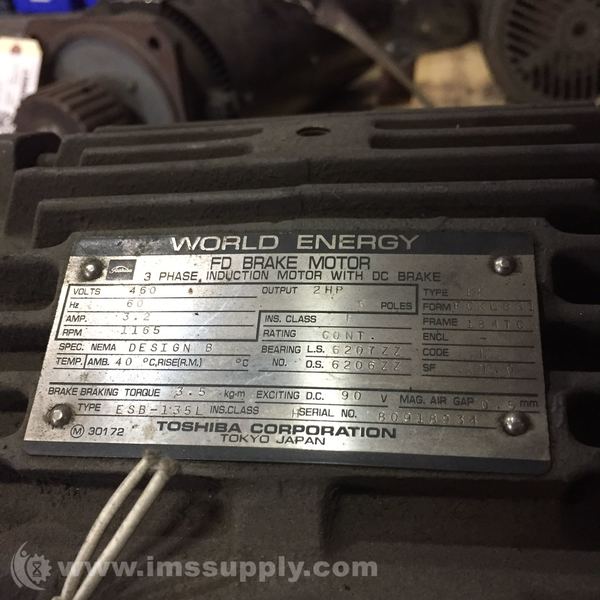 WORLD ENERGY
Toshiba
FD BRAKE MOTOR
3 PHASE INDUCTION MOTOR WITH DC BRAKE
VOLTS 460 OUTPUT 2HP TYPE
Hz 60 6 POLES FORM
AMP. 3.2 INS. CLASS F FRAME
RPM 1165 RATING CONT. ENCL
SPEC. NEMA DESIGN B BEARING L.S. 6207ZZ CODE
TEMP. AMB. 40 °C, RISE(R.M.) °C NO. O.S. 6206ZZ SF
BRAKE BRAKING TORQUE 3.5 kg-m EXCITING D.C. 90 V MAG. AIR GAP 0.5 mm
TYPE ESB-135L INS.CLASS H SERIAL NO. 80918934
M 30172 TOSHIBA CORPORATION
TOKYO JAPAN
www.imssupply.com